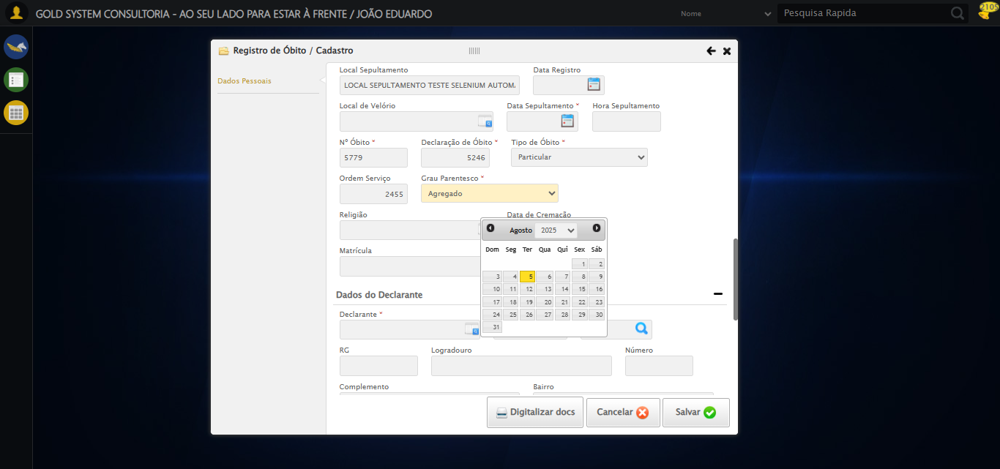 GOLD SYSTEM CONSULTORIA - AO SEU LADO PARA ESTAR À FRENTE / JOÃO EDUARDO
Nome
Pesquisa Rapida
2105
Registro de Óbito / Cadastro
Dados Pessoais
Local Sepultamento
Data Registro
LOCAL SEPULTAMENTO TESTE SELENIUM AUTOMA
Local de Velório
Data Sepultamento *
Hora Sepultamento
Nº Óbito *
Declaração de Óbito *
Tipo de Óbito *
5779
5246
Particular
Ordem Serviço
Grau Parentesco *
2455
Agregado
Religião
Data de Cremação
Agosto 2025
Matrícula
Dom Seg Ter Qua Qui Sex Sáb
1 2
3 4 5 6 7 8 9
10 11 12 13 14 15 16
17 18 19 20 21 22 23
24 25 26 27 28 29 30
31
Dados do Declarante
Declarante *
RG
Logradouro
Número
Complemento
Bairro
Digitalizar docs
Cancelar
Salvar